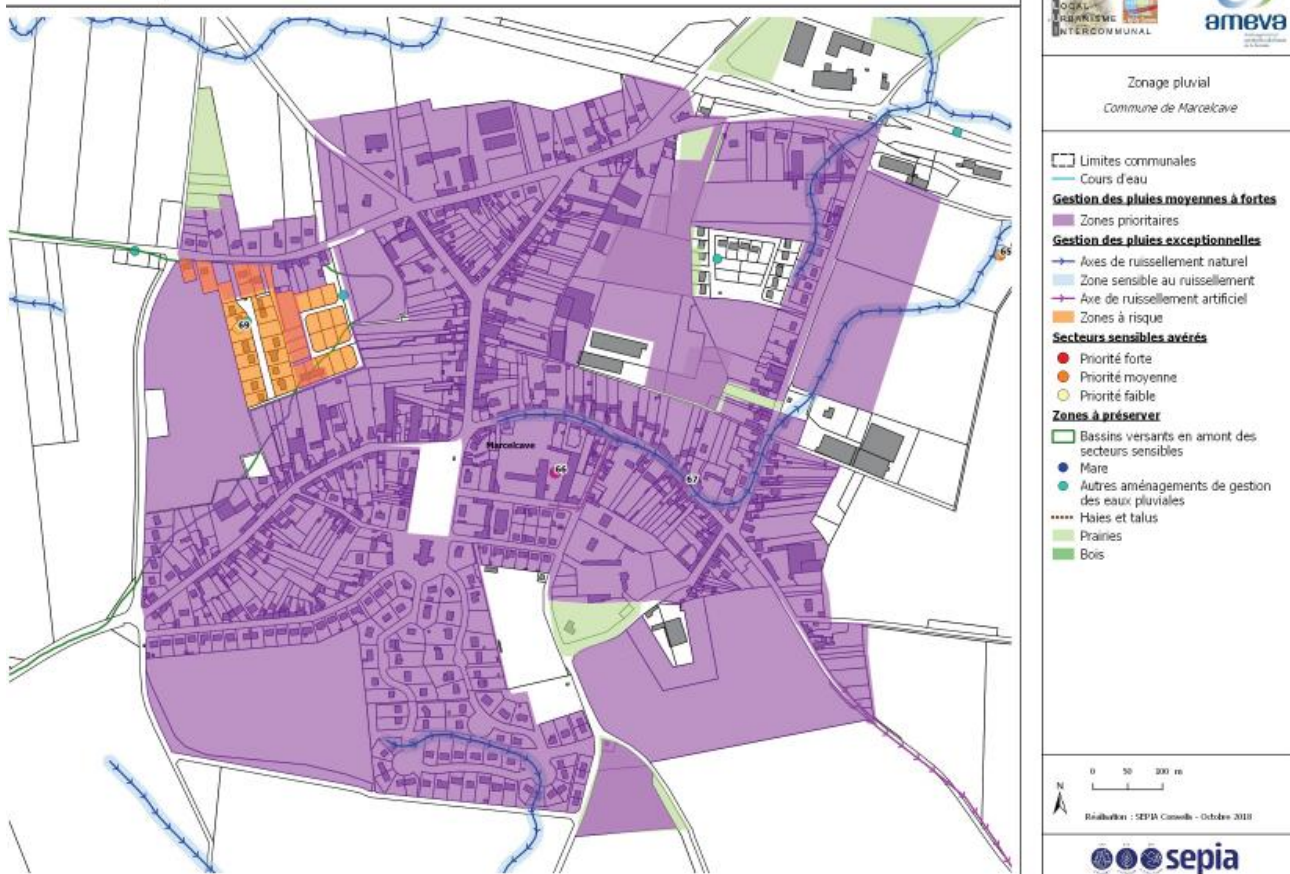 LOCAL
URBANISME
INTERCOMMUNAL
ameva
Zonage pluvial
Commune de Marcelcave
Limites communales
Cours d'eau
Gestion des pluies moyennes à fortes
Zones prioritaires
Gestion des pluies exceptionnelles
Axes de ruissellement naturel
Zone sensible au ruissellement
Axe de ruissellement artificiel
Zones à risque
Secteurs sensibles avérés
Priorité forte
Priorité moyenne
Priorité faible
Zones à préserver
Bassins versants en amont des
secteurs sensibles
Mare
Autres aménagements de gestion
des eaux pluviales
Haies et talus
Prairies
Bois
65
69
Marcelcave
66
67
0 50 100 m
N
Réalisation : SEPIA Conseils - Octobre 2018
sepia